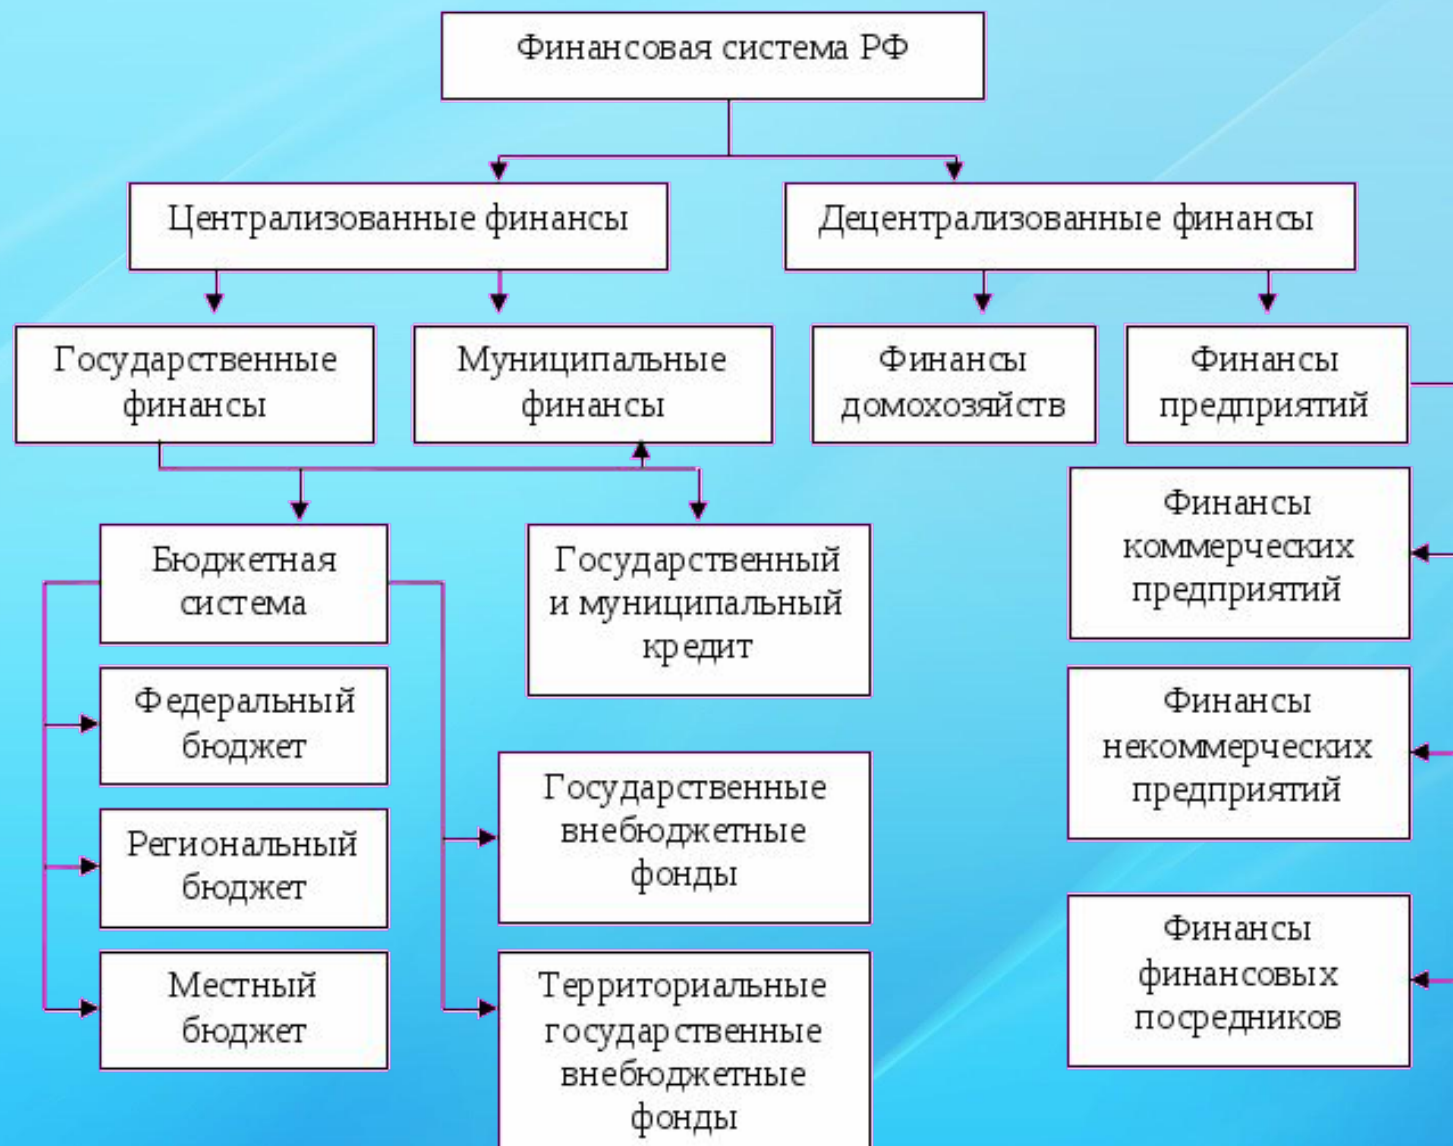 Финансовая система РФ
Централизованные финансы
Децентрализованные финансы
Государственные
финансы
Муниципальные
финансы
Финансы
домохозяйств
Финансы
предприятий
Бюджетная
система
Государственный
и муниципальный
кредит
Финансы
коммерческих
предприятий
Федеральный
бюджет
Финансы
некоммерческих
предприятий
Государственные
внебюджетные
фонды
Региональный
бюджет
Финансы
финансовых
посредников
Местный
бюджет
Территориальные
государственные
внебюджетные
фонды